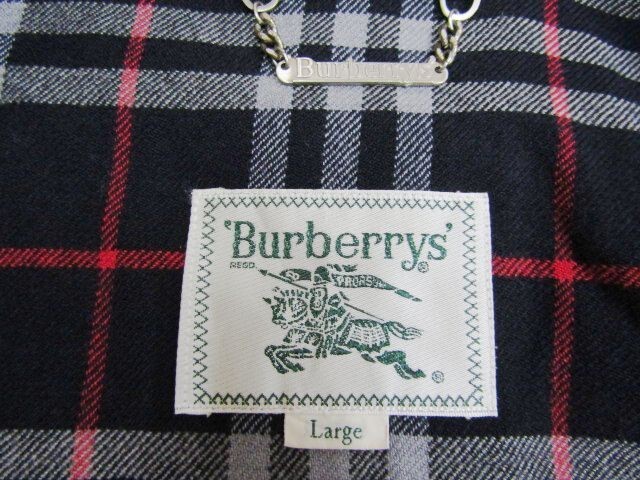 Burberrys
'Burberrys'
REGD. ®
PRORSUM
®
Large